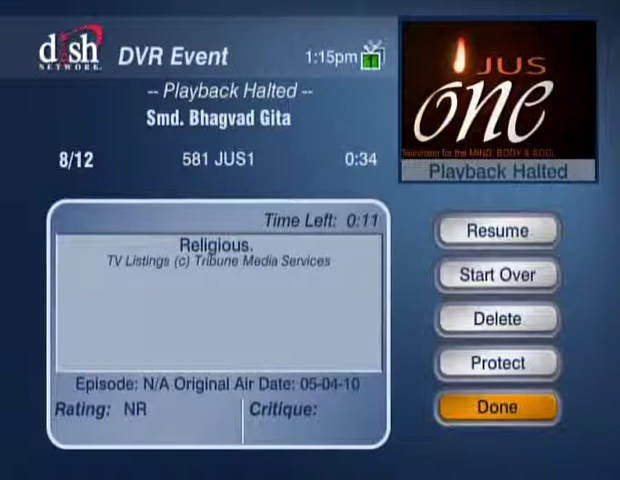 dish
NETWORK
DVR Event
1:15pm
1
-- Playback Halted --
Smd. Bhagvad Gita
8/12 581 JUS1 0:34
JUS
one
Television for the MIND, BODY & SOUL
Playback Halted
Time Left: 0:11
Religious.
TV Listings (c) Tribune Media Services
Episode: N/A Original Air Date: 05-04-10
Rating: NR Critique:
Resume
Start Over
Delete
Protect
Done